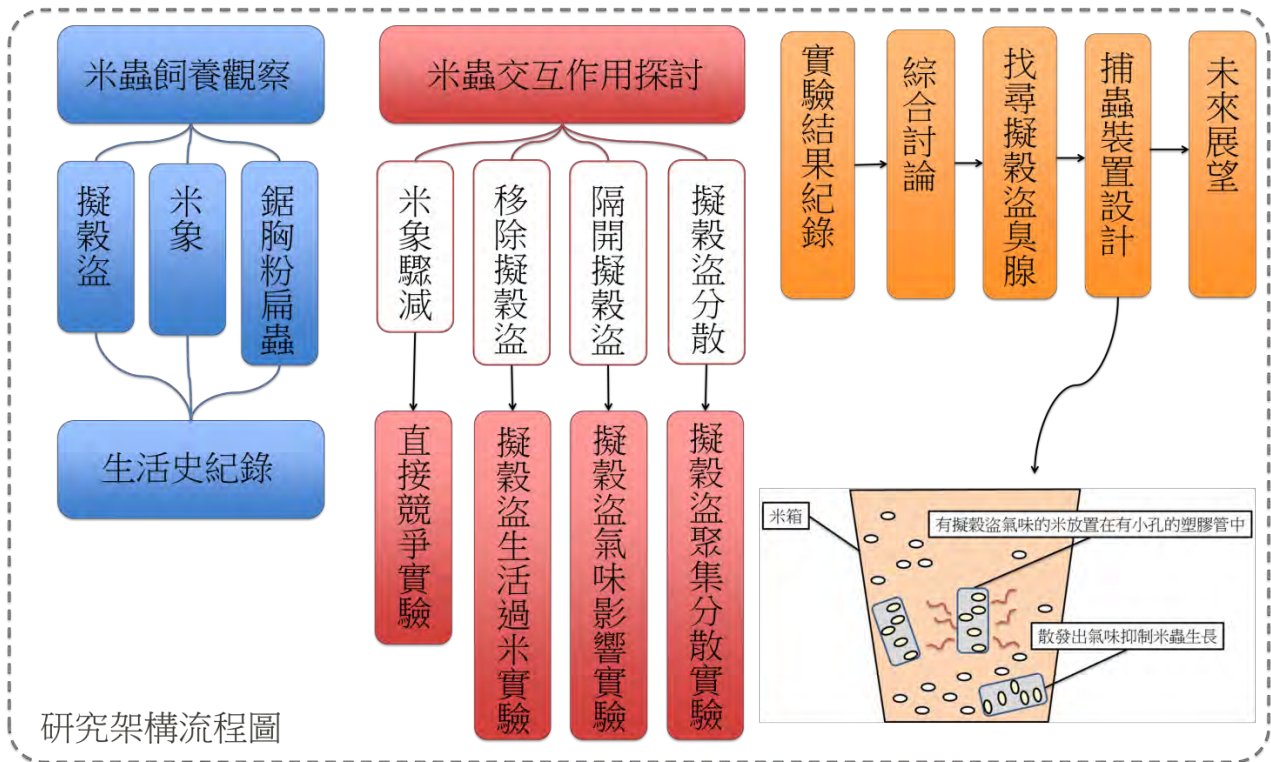 米蟲飼養觀察
擬穀盜
米象
鋸胸粉扁蟲
生活史紀錄
米蟲交互作用探討
米象驟減
移除擬穀盜
隔開擬穀盜
擬穀盜分散
直接競爭實驗
擬穀盜生活過米實驗
擬穀盜氣味影響實驗
擬穀盜聚集分散實驗
實驗結果紀錄
綜合討論
找尋擬穀盜臭腺
捕蟲裝置設計
未來展望
米箱
有擬穀盜氣味的米放置在有小孔的塑膠管中
散發出氣味抑制米蟲生長
研究架構流程圖